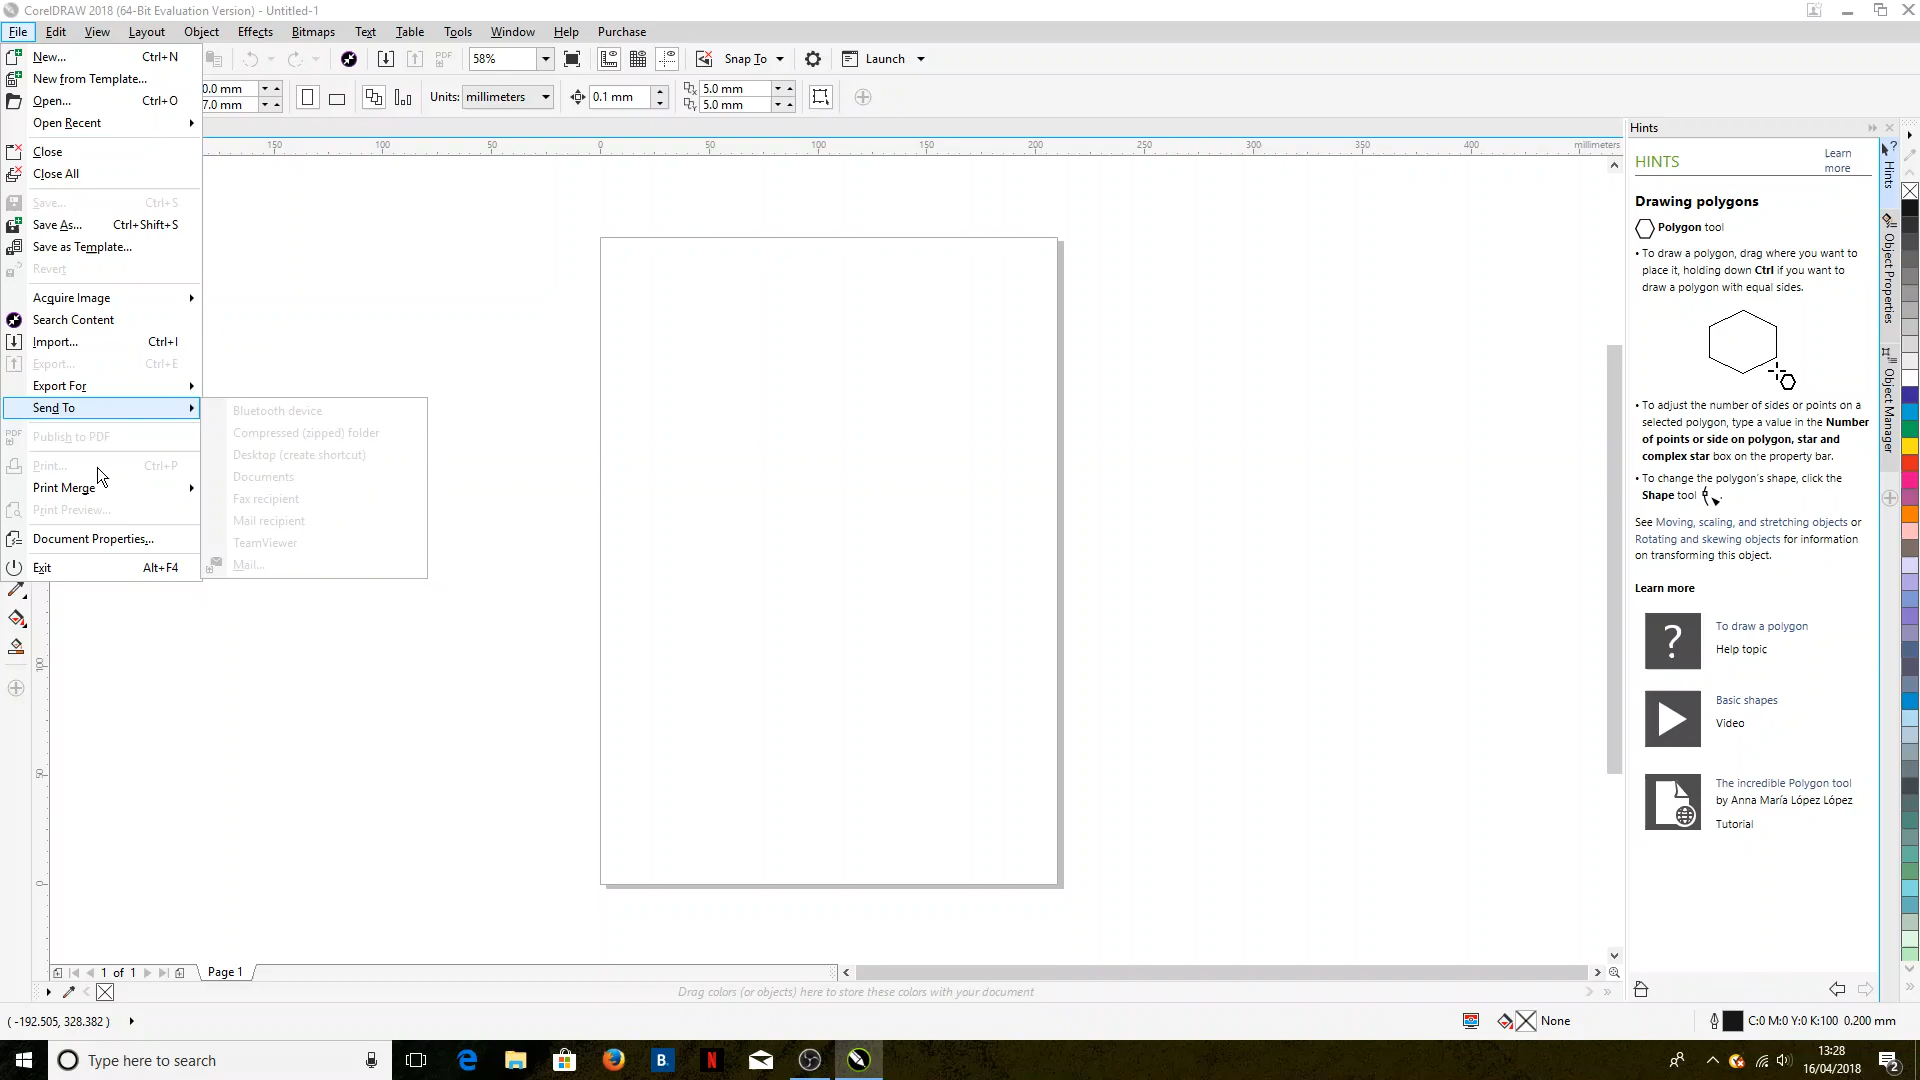 CorelDRAW 2018 (64-Bit Evaluation Version) - Untitled-1
File Edit View Layout Object Effects Bitmaps Text Table Tools Window Help Purchase
New... Ctrl+N
New from Template...
Open... Ctrl+O
Open Recent
Close
Close All
Save... Ctrl+S
Save As... Ctrl+Shift+S
Save as Template...
Revert
Acquire Image
Search Content
Import... Ctrl+I
Export... Ctrl+E
Export For
Send To
Publish to PDF
Print... Ctrl+P
Print Merge
Print Preview...
Document Properties...
Exit Alt+F4
Bluetooth device
Compressed (zipped) folder
Desktop (create shortcut)
Documents
Fax recipient
Mail recipient
TeamViewer
Mail...
PDF 58% Snap To Launch
0.0 mm
7.0 mm
Units: millimeters 0.1 mm
5.0 mm
5.0 mm
150 100 50 0 50 100 150 200 250 300 350 400 millimeters
100
50
0
Hints
HINTS
Learn
more
Drawing polygons
Polygon tool
• To draw a polygon, drag where you want to
place it, holding down Ctrl if you want to
draw a polygon with equal sides.
• To adjust the number of sides or points on a
selected polygon, type a value in the Number
of points or side on polygon, star and
complex star box on the property bar.
• To change the polygon's shape, click the
Shape tool .
See Moving, scaling, and stretching objects or
Rotating and skewing objects for information
on transforming this object.
Learn more
To draw a polygon
Help topic
Basic shapes
Video
The incredible Polygon tool
by Anna María López López
Tutorial
Hints
Object Properties
Object Manager
1 of 1 Page 1
Drag colors (or objects) here to store these colors with your document
( -192.505, 328.382 )
None
C:0 M:0 Y:0 K:100 0.200 mm
Type here to search
B.
N
13:28
16/04/2018
2